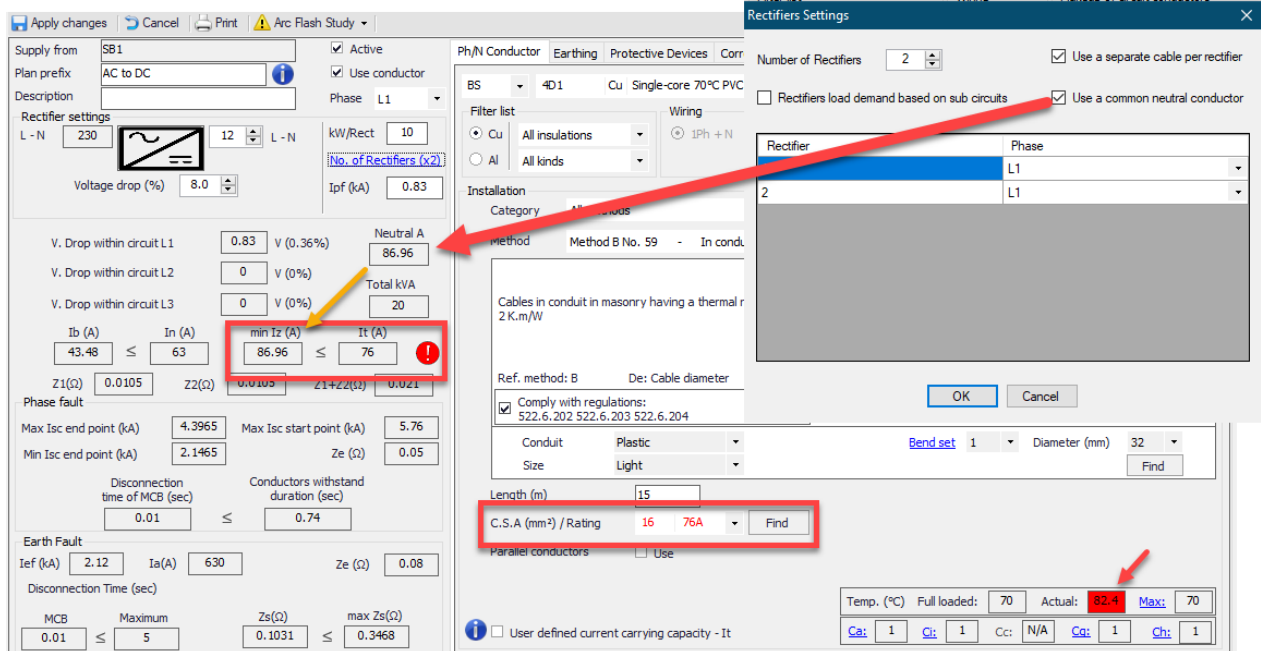 Apply changes Cancel Print Arc Flash Study
Supply from SB1 Active
Plan prefix AC to DC Use conductor
Description Phase L1
Rectifier settings
L - N 230 12 L - N kW/Rect 10
No. of Rectifiers (x2)
Voltage drop (%) 8.0 Ipf (kA) 0.83
V. Drop within circuit L1 0.83 V (0.36%) Neutral A
86.96
V. Drop within circuit L2 0 V (0%)
Total kVA
V. Drop within circuit L3 0 V (0%) 20
Ib (A) In (A) min Iz (A) It (A)
43.48 ≤ 63 86.96 ≤ 76
Z1(Ω) 0.0105 Z2(Ω) 0.0105 Z1+Z2(Ω) 0.021
Phase fault
Max Isc end point (kA) 4.3965 Max Isc start point (kA) 5.76
Min Isc end point (kA) 2.1465 Ze (Ω) 0.05
Disconnection Conductors withstand
time of MCB (sec) duration (sec)
0.01 ≤ 0.74
Earth Fault
Ief (kA) 2.12 Ia(A) 630 Ze (Ω) 0.08
Disconnection Time (sec)
MCB Maximum Zs(Ω) max Zs(Ω)
0.01 ≤ 5 0.1031 ≤ 0.3468
Ph/N Conductor Earthing Protective Devices
BS 4D1 Cu Single-core 70°C PVC
Filter list Wiring
Cu All insulations 1Ph + N
Al All kinds
Installation
Category
Method Method B No. 59 - In
Cables in conduit in masonry having a thermal
2 K.m/W
Ref. method: B De: Cable diameter
Comply with regulations:
522.6.202 522.6.203 522.6.204
Conduit Plastic Bend set 1 Diameter (mm) 32
Size Light Find
Length (m) 15
C.S.A (mm²) / Rating 16 76A Find
Parallel conductors Use
Temp. (°C) Full loaded: 70 Actual: 82.4 Max: 70
User defined current carrying capacity - It
Ca: 1 Ci: 1 Cc: N/A Cg: 1 Ch: 1
Rectifiers Settings
Number of Rectifiers 2 Use a separate cable per rectifier
Rectifiers load demand based on sub circuits Use a common neutral conductor
Rectifier Phase
L1
2 L1
OK Cancel